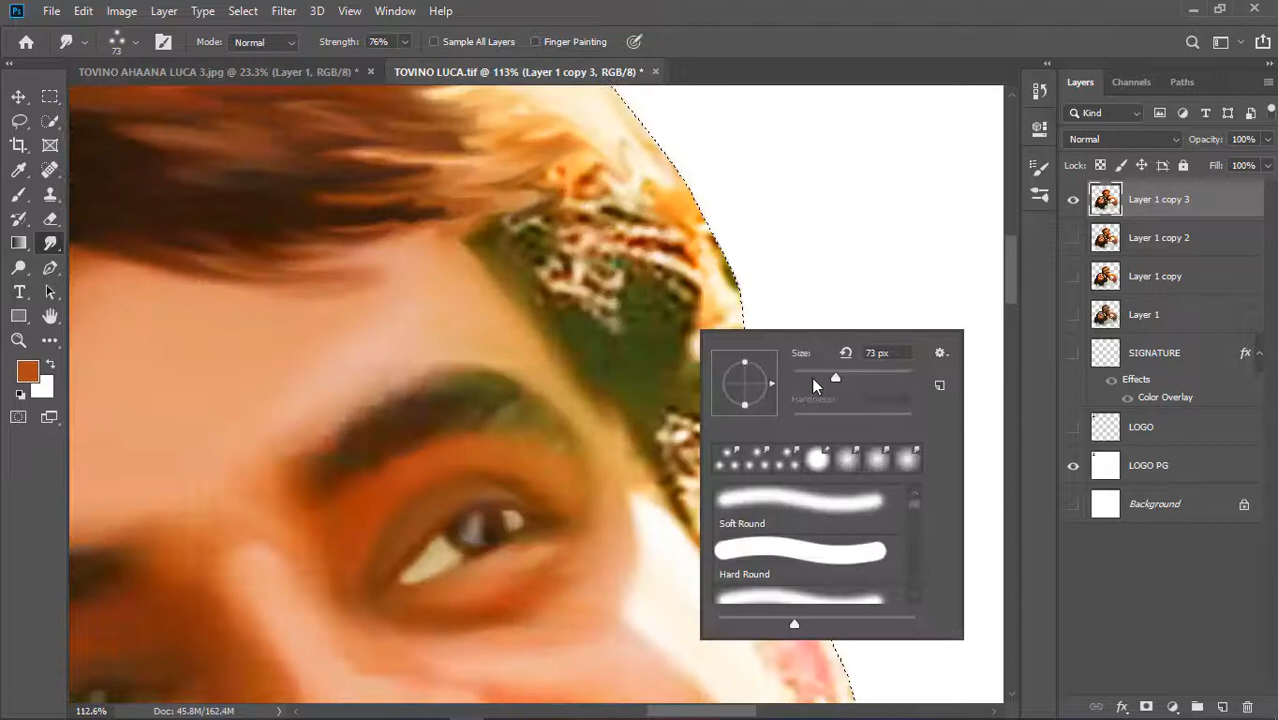 Ps File Edit Image Layer Type Select Filter 3D View Window Help
73 Mode: Normal Strength: 76% Sample All Layers Finger Painting
TOVINO AHAANA LUCA 3.jpg @ 23.3% (Layer 1, RGB/8) * × TOVINO LUCA.tif @ 113% (Layer 1 copy 3, RGB/8) * ×
Layers Channels Paths
Kind
Normal Opacity: 100%
Lock: Fill: 100%
Layer 1 copy 3
Layer 1 copy 2
Layer 1 copy
Layer 1
SIGNATURE fx
Effects
Color Overlay
LOGO
LOGO PG
Background
Size: 73 px
Hardness:
Soft Round
Hard Round
112.6% Doc: 45.8M/162.4M